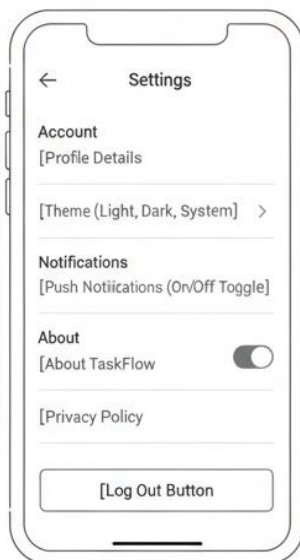 Settings
Account
[Profile Details
[Theme (Light, Dark, System]
Notifications
[Push Notiications (On/Off Toggle]
About
[About TaskFlow
[Privacy Policy
[Log Out Button